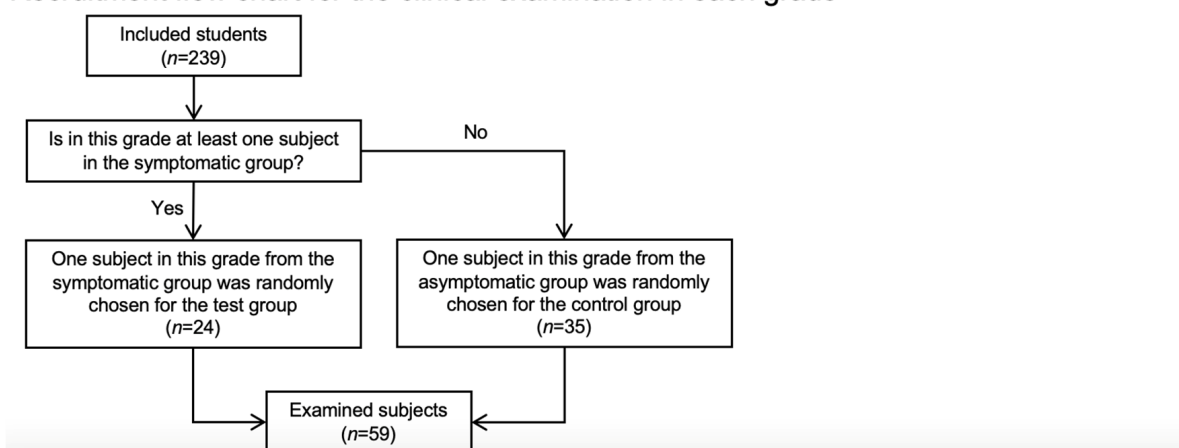 Included students
(n=239)
Is in this grade at least one subject
in the symptomatic group?
No
Yes
One subject in this grade from the
symptomatic group was randomly
chosen for the test group
(n=24)
One subject in this grade from the
asymptomatic group was randomly
chosen for the control group
(n=35)
Examined subjects
(n=59)